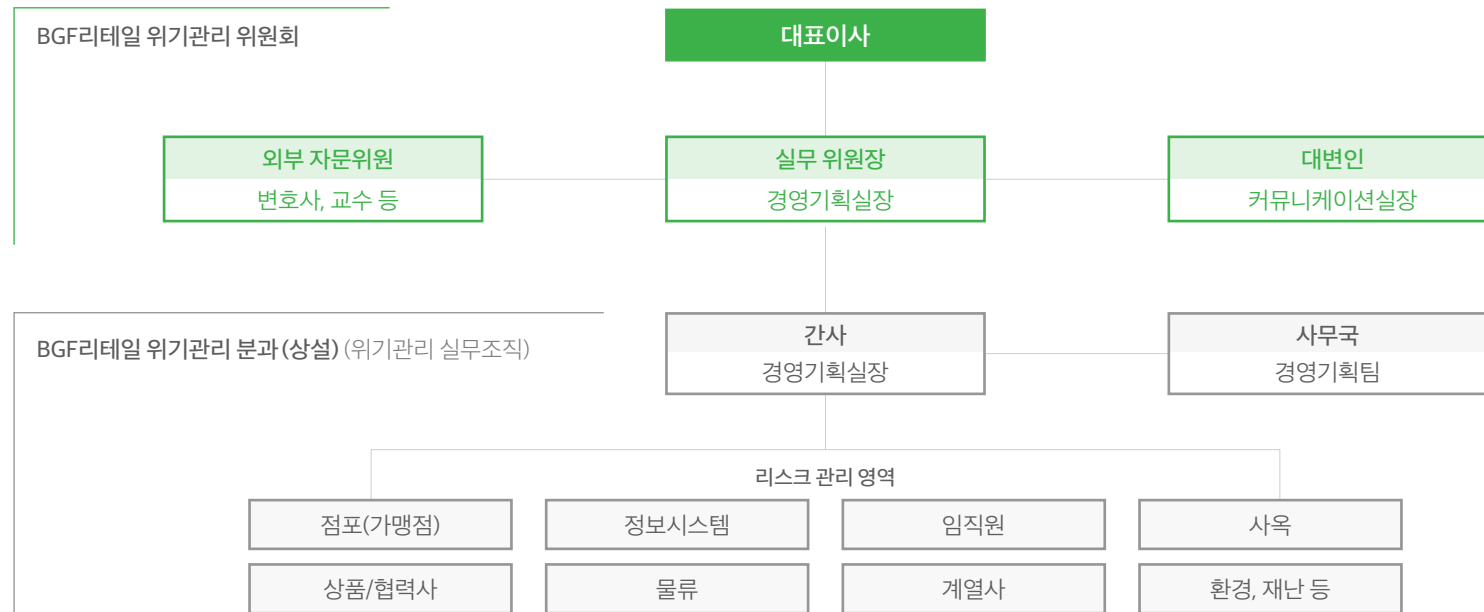 BGF리테일 위기관리 위원회
대표이사
외부 자문위원
변호사, 교수 등
실무 위원장
경영기획실장
대변인
커뮤니케이션실장
BGF리테일 위기관리 분과(상설) (위기관리 실무조직)
간사
경영기획실장
사무국
경영기획팀
리스크 관리 영역
점포(가맹점)
정보시스템
임직원
사옥
상품/협력사
물류
계열사
환경, 재난 등